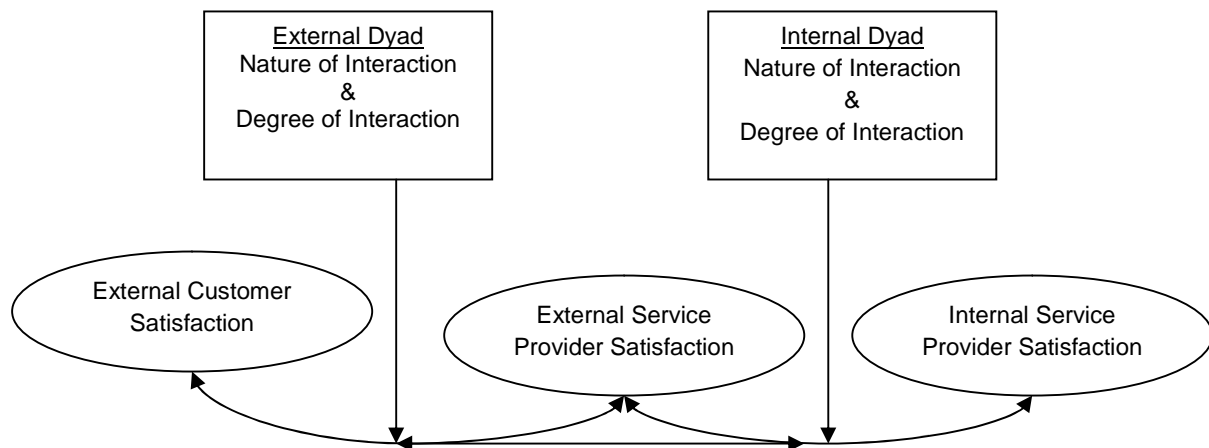 External Dyad
Nature of Interaction
&
Degree of Interaction
Internal Dyad
Nature of Interaction
&
Degree of Interaction
External Customer
Satisfaction
External Service
Provider Satisfaction
Internal Service
Provider Satisfaction